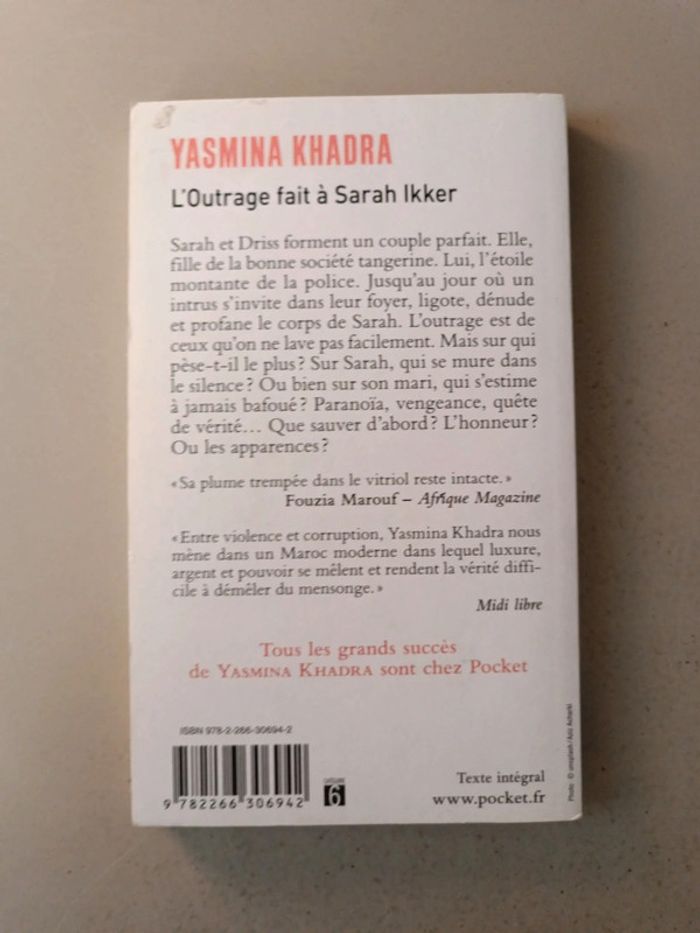 YASMINA KHADRA
L'Outrage fait à Sarah Ikker
Sarah et Driss forment un couple parfait. Elle,
fille de la bonne société tangerine. Lui, l'étoile
montante de la police. Jusqu'au jour où un
intrus s'invite dans leur foyer, ligote, dénude
et profane le corps de Sarah. L'outrage est de
ceux qu'on ne lave pas facilement. Mais sur qui
pèse-t-il le plus ? Sur Sarah, qui se mure dans
le silence ? Ou bien sur son mari, qui s'estime
à jamais bafoué ? Paranoïa, vengeance, quête
de vérité... Que sauver d'abord ? L'honneur ?
Ou les apparences ?
« Sa plume trempée dans le vitriol reste intacte. »
Fouzia Marouf – Afrique Magazine
« Entre violence et corruption, Yasmina Khadra nous
mène dans un Maroc moderne dans lequel luxure,
argent et pouvoir se mêlent et rendent la vérité diffi-
cile à démêler du mensonge. »
Midi libre
Tous les grands succès
de YASMINA KHADRA sont chez Pocket
ISBN 978-2-266-30694-2
9 782266 306942
CATÉGORIE
6
Texte intégral
www.pocket.fr
Photo : © unsplash / Aziz Acharki